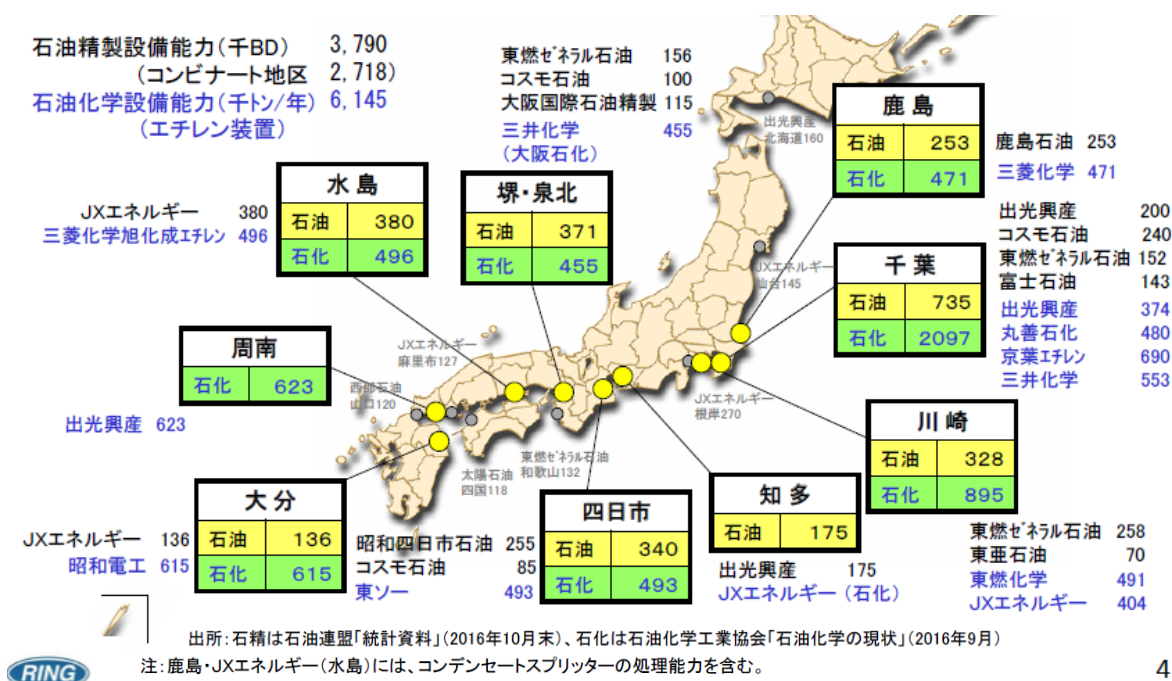 石油精製設備能力(千BD) 3,790
(コンビナート地区 2,718)
石油化学設備能力(千トン/年) 6,145
(エチレン装置)
東燃ｾﾞﾈﾗﾙ石油 156
コスモ石油 100
大阪国際石油精製 115
三井化学 455
(大阪石化)
出光興産
北海道160
鹿島
石油 253
石化 471
鹿島石油 253
三菱化学 471
水島
石油 380
石化 496
JXエネルギー 380
三菱化学旭化成ｴﾁﾚﾝ 496
堺・泉北
石油 371
石化 455
JXエネルギー
仙台145
千葉
石油 735
石化 2097
出光興産 200
コスモ石油 240
東燃ｾﾞﾈﾗﾙ石油 152
富士石油 143
出光興産 374
丸善石化 480
京葉ｴﾁﾚﾝ 690
三井化学 553
周南
石化 623
出光興産 623
JXエネルギー
麻里布127
西部石油
山口120
JXエネルギー
根岸270
川崎
石油 328
石化 895
東燃ｾﾞﾈﾗﾙ石油 258
東亜石油 70
東燃化学 491
JXエネルギー 404
太陽石油
四国118
東燃ｾﾞﾈﾗﾙ石油
和歌山132
大分
石油 136
石化 615
JXエネルギー 136
昭和電工 615
昭和四日市石油 255
コスモ石油 85
東ソー 493
四日市
石油 340
石化 493
知多
石油 175
出光興産 175
JXエネルギー (石化)
出所:石精は石油連盟「統計資料」(2016年10月末)、石化は石油化学工業協会「石油化学の現状」(2016年9月)
注:鹿島・JXエネルギー(水島)には、コンデンセートスプリッターの処理能力を含む。
RING
4